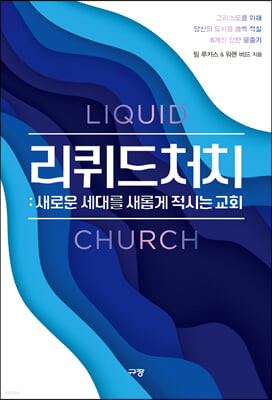 그리스도를 위해
당신의 도시를 흠뻑 적실
6개의 강한 물줄기
팀 루카스 & 워렌 버드 지음
LIQUID
리퀴드처치
: 새로운 세대를 새롭게 적시는 교회
CHURCH
규장